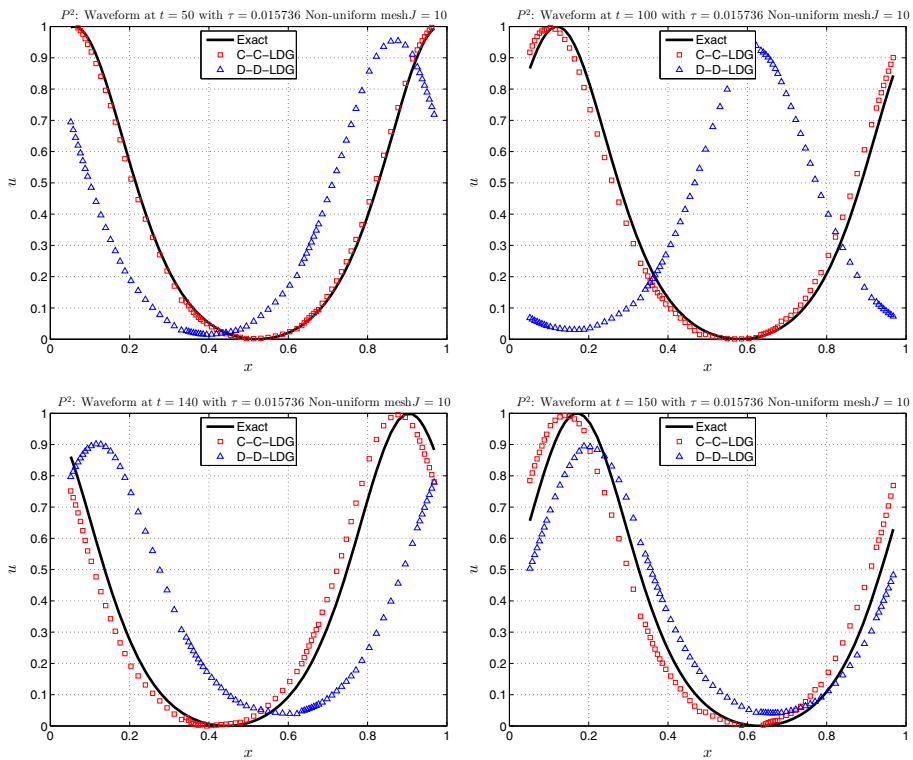 P²: Waveform at t = 50 with τ = 0.015736 Non-uniform meshJ = 10
1
0.9
0.8
0.7
0.6
0.5
0.4
0.3
0.2
0.1
0
u
Exact
C−C−LDG
D−D−LDG
0
0.2
0.4
0.6
0.8
1
x
P²: Waveform at t = 100 with τ = 0.015736 Non-uniform meshJ = 10
1
0.9
0.8
0.7
0.6
0.5
0.4
0.3
0.2
0.1
0
u
Exact
C−C−LDG
D−D−LDG
0
0.2
0.4
0.6
0.8
1
x
P²: Waveform at t = 140 with τ = 0.015736 Non-uniform meshJ = 10
1
0.9
0.8
0.7
0.6
0.5
0.4
0.3
0.2
0.1
0
u
Exact
C−C−LDG
D−D−LDG
0
0.2
0.4
0.6
0.8
1
x
P²: Waveform at t = 150 with τ = 0.015736 Non-uniform meshJ = 10
1
0.9
0.8
0.7
0.6
0.5
0.4
0.3
0.2
0.1
0
u
Exact
C−C−LDG
D−D−LDG
0
0.2
0.4
0.6
0.8
1
x